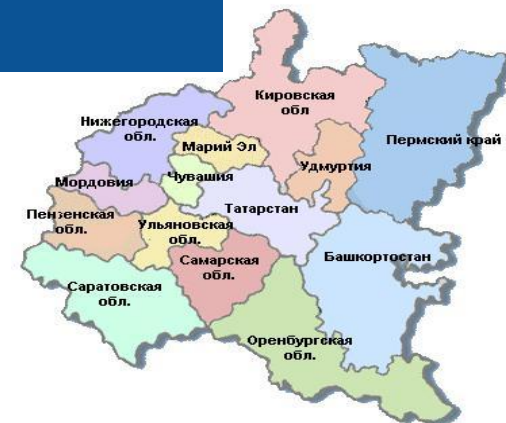 Кировская
обл
Нижегородская
обл.
Пермский край
Марий Эл
Удмуртия
Чувашия
Мордовия
Татарстан
Пензенская
обл.
Ульяновская
обл.
Башкортостан
Самарская
обл.
Саратовская
обл.
Оренбургская
обл.